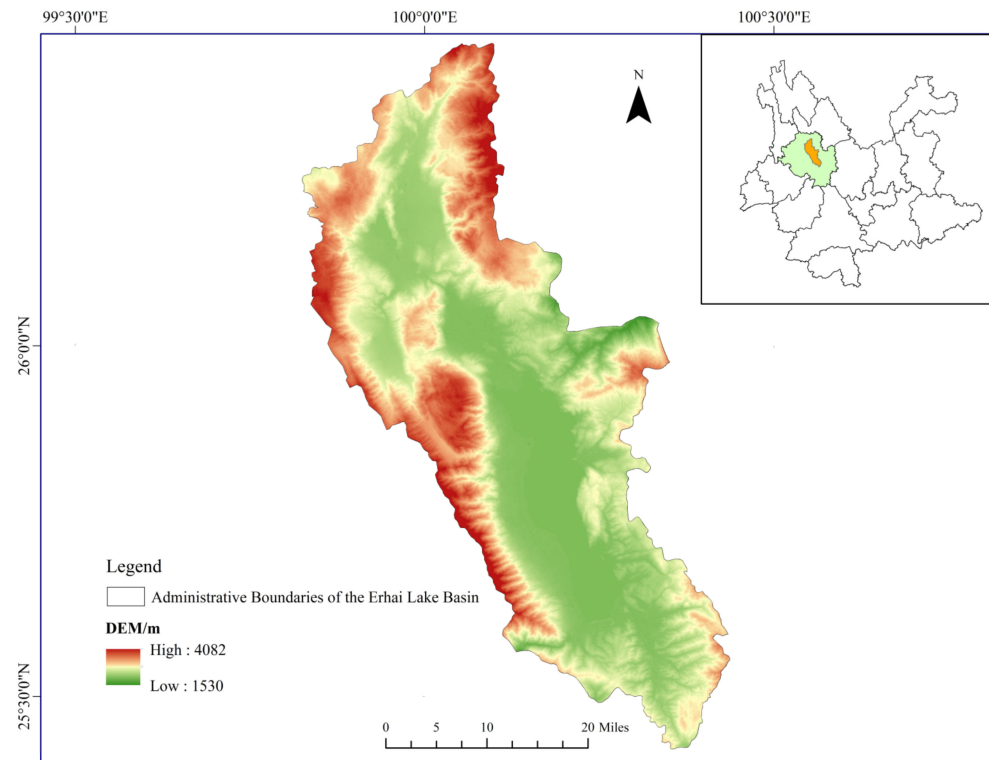 99°30'0"E
100°0'0"E
100°30'0"E
N
26°0'0"N
25°30'0"N
Legend
Administrative Boundaries of the Erhai Lake Basin
DEM/m
High : 4082
Low : 1530
0 5 10 20 Miles